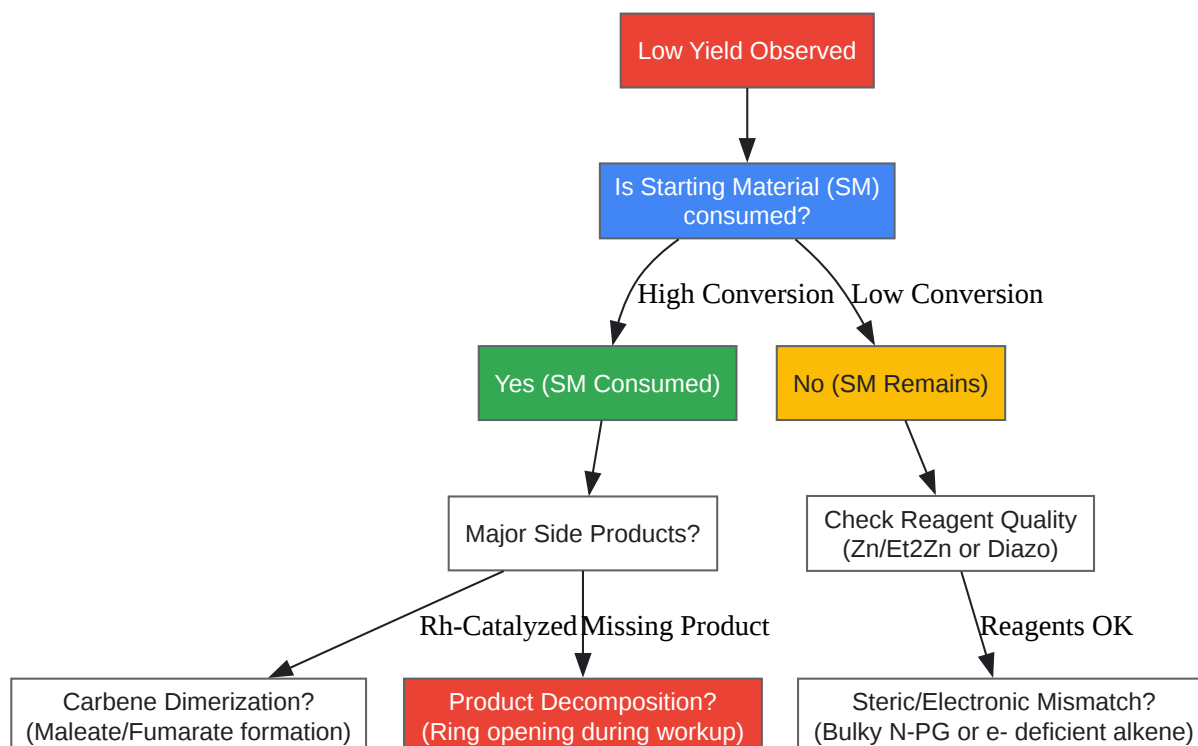 Low Yield Observed
Is Starting Material (SM)
consumed?
High Conversion
Low Conversion
Yes (SM Consumed)
No (SM Remains)
Major Side Products?
Check Reagent Quality
(Zn/Et2Zn or Diazo)
Rh-Catalyzed
Missing Product
Reagents OK
Carbene Dimerization?
(Maleate/Fumarate formation)
Product Decomposition?
(Ring opening during workup)
Steric/Electronic Mismatch?
(Bulky N-PG or e- deficient alkene)